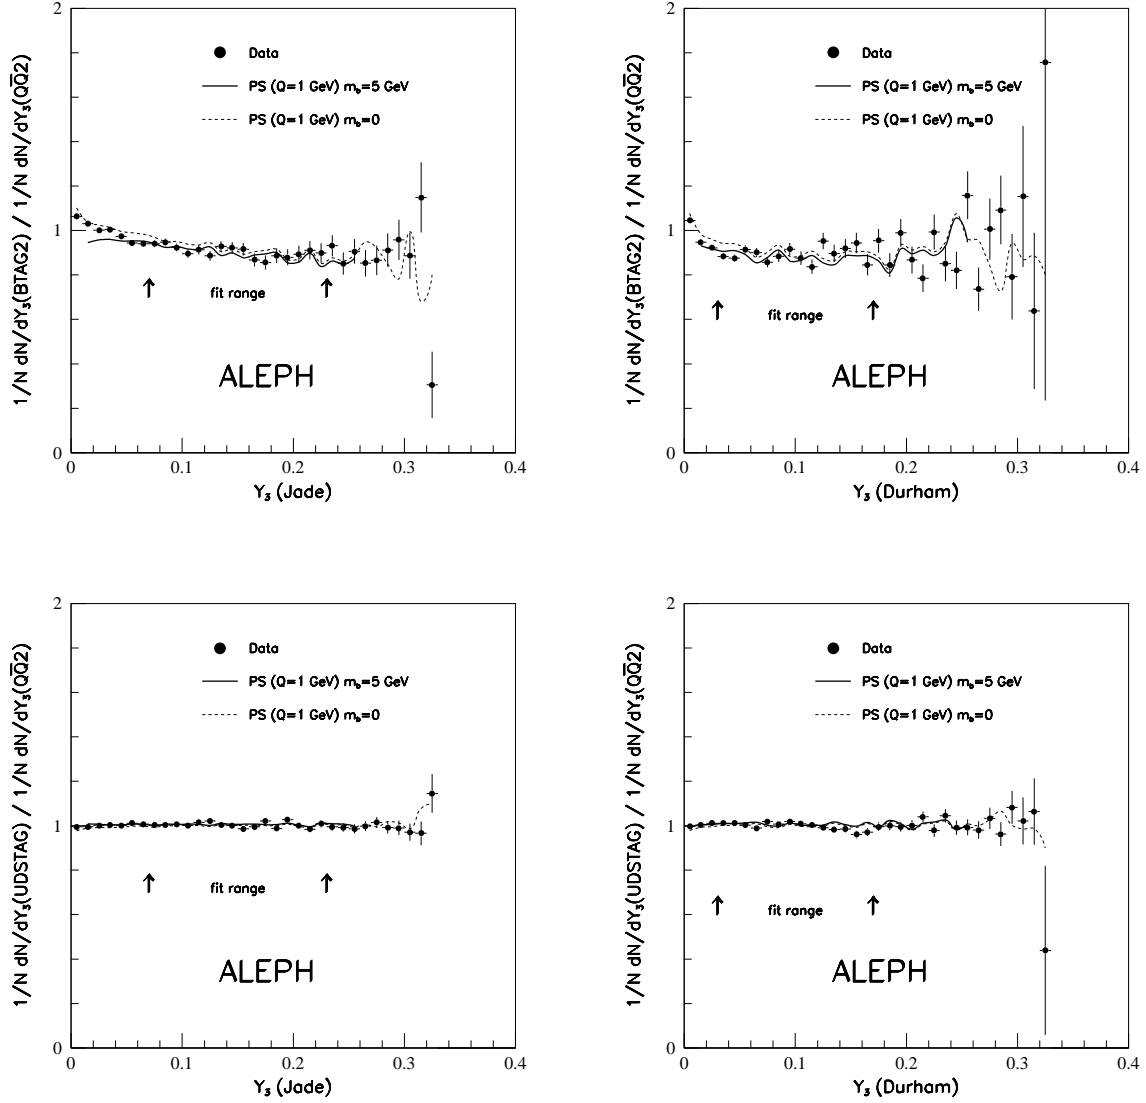 1/N dN/dY₃(BTAG2) / 1/N dN/dY₃(QQ̅2)
2
1
0
Data
PS (Q=1 GeV) m_b=5 GeV
PS (Q=1 GeV) m_b=0
fit range
ALEPH
0 0.1 0.2 0.3 0.4
Y₃ (Jade)
1/N dN/dY₃(BTAG2) / 1/N dN/dY₃(QQ̅2)
2
1
0
Data
PS (Q=1 GeV) m_b=5 GeV
PS (Q=1 GeV) m_b=0
fit range
ALEPH
0 0.1 0.2 0.3 0.4
Y₃ (Durham)
1/N dN/dY₃(UDSTAG) / 1/N dN/dY₃(QQ̅2)
2
1
0
Data
PS (Q=1 GeV) m_b=5 GeV
PS (Q=1 GeV) m_b=0
fit range
ALEPH
0 0.1 0.2 0.3 0.4
Y₃ (Jade)
1/N dN/dY₃(UDSTAG) / 1/N dN/dY₃(QQ̅2)
2
1
0
Data
PS (Q=1 GeV) m_b=5 GeV
PS (Q=1 GeV) m_b=0
fit range
ALEPH
0 0.1 0.2 0.3 0.4
Y₃ (Durham)